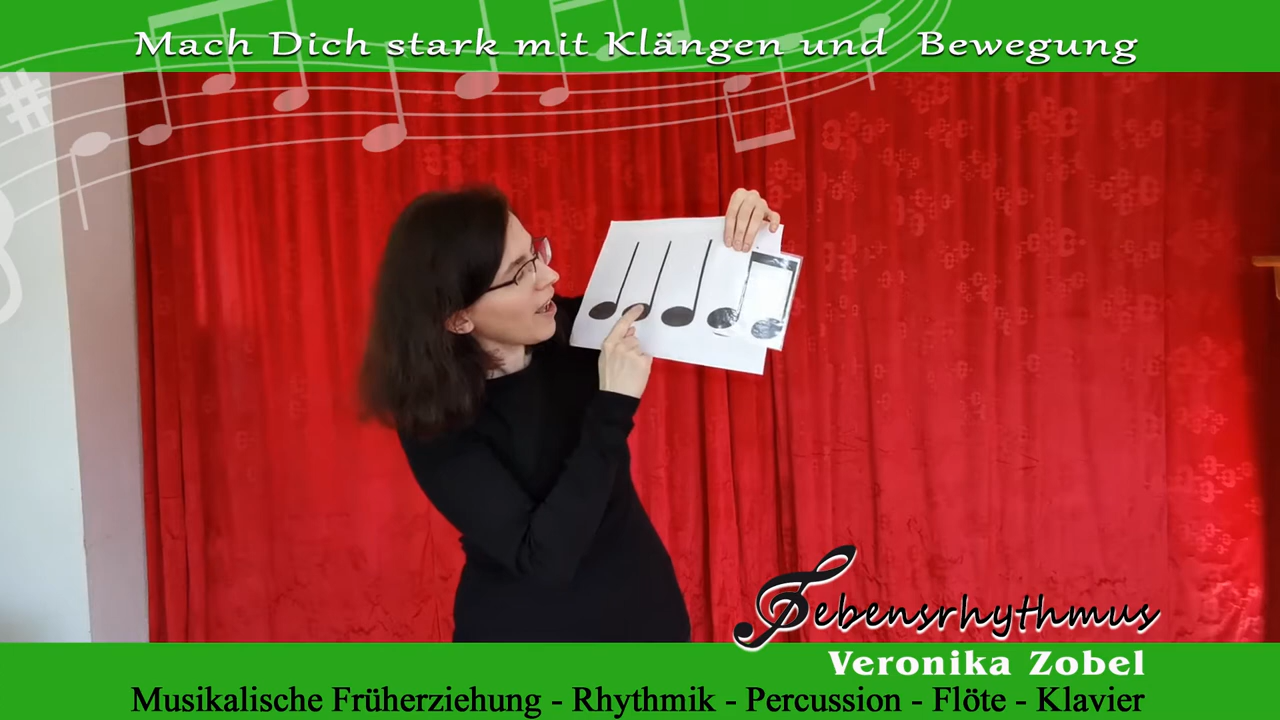 Mach Dich stark mit Klängen und Bewegung
Lebensrhythmus
Veronika Zobel
Musikalische Früherziehung - Rhythmik - Percussion - Flöte - Klavier